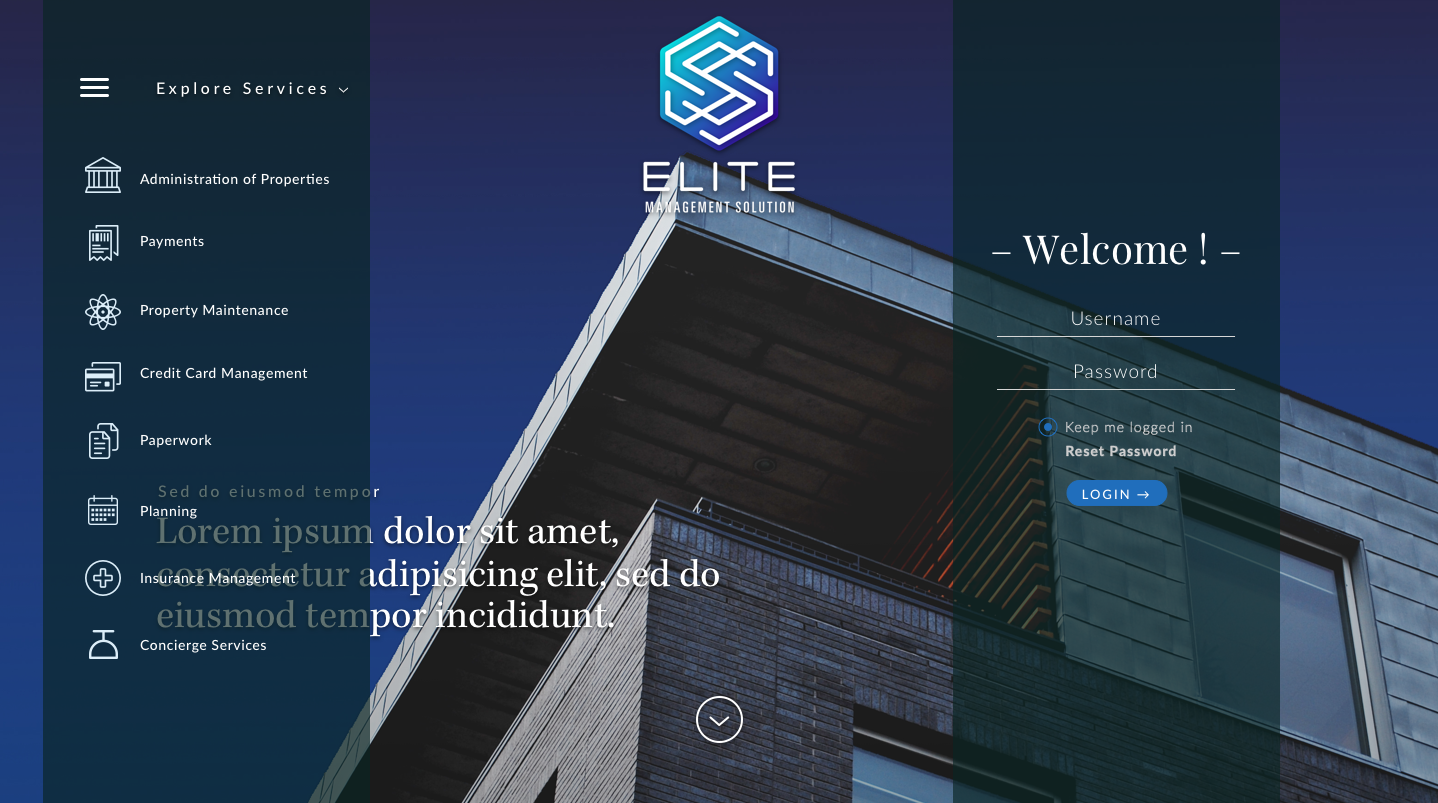 Explore Services
Administration of Properties
Payments
Property Maintenance
Credit Card Management
Paperwork
Planning
Insurance Management
Concierge Services
Sed do eiusmod tempor
Lorem ipsum dolor sit amet,
consectetur adipisicing elit, sed do
eiusmod tempor incididunt.
ELITE
MANAGEMENT SOLUTION
– Welcome ! –
Username
Password
Keep me logged in
Reset Password
LOGIN →